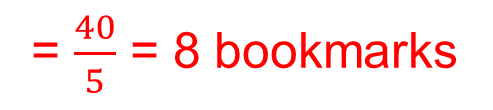 = 40/5 = 8 bookmarks